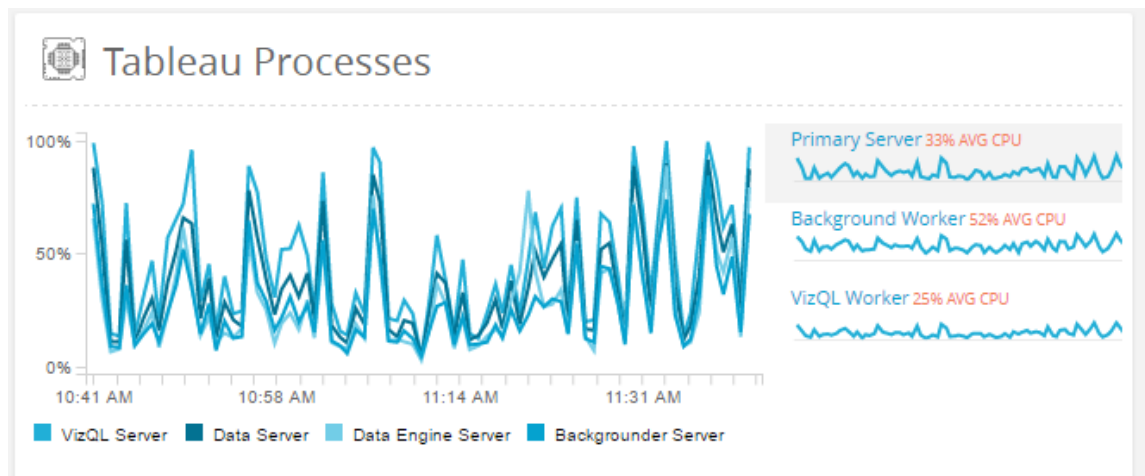 Tableau Processes
100%
50%
0%
10:41 AM 10:58 AM 11:14 AM 11:31 AM
VizQL Server Data Server Data Engine Server Backgrounder Server
Primary Server 33% AVG CPU
Background Worker 52% AVG CPU
VizQL Worker 25% AVG CPU